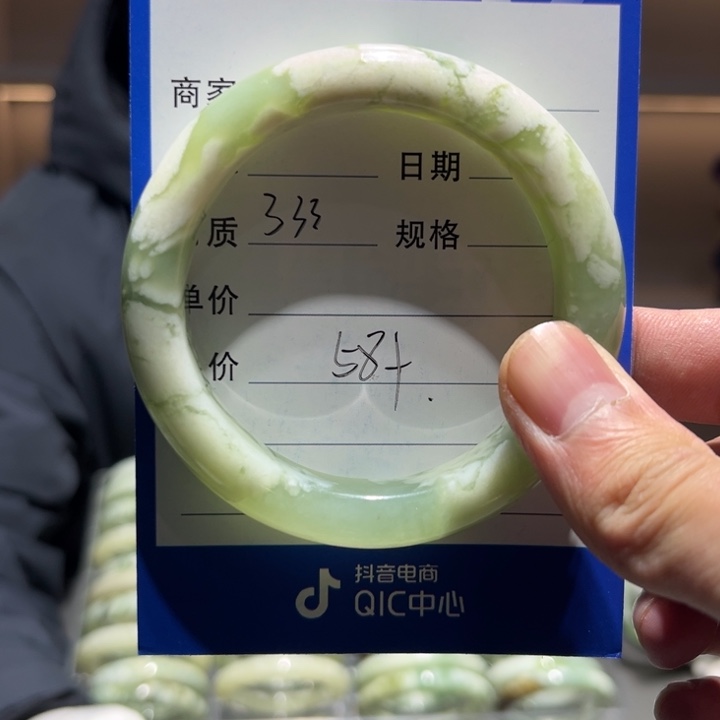 商家
日期
质 333 规格
单价
价 58+.
抖音电商
QIC中心